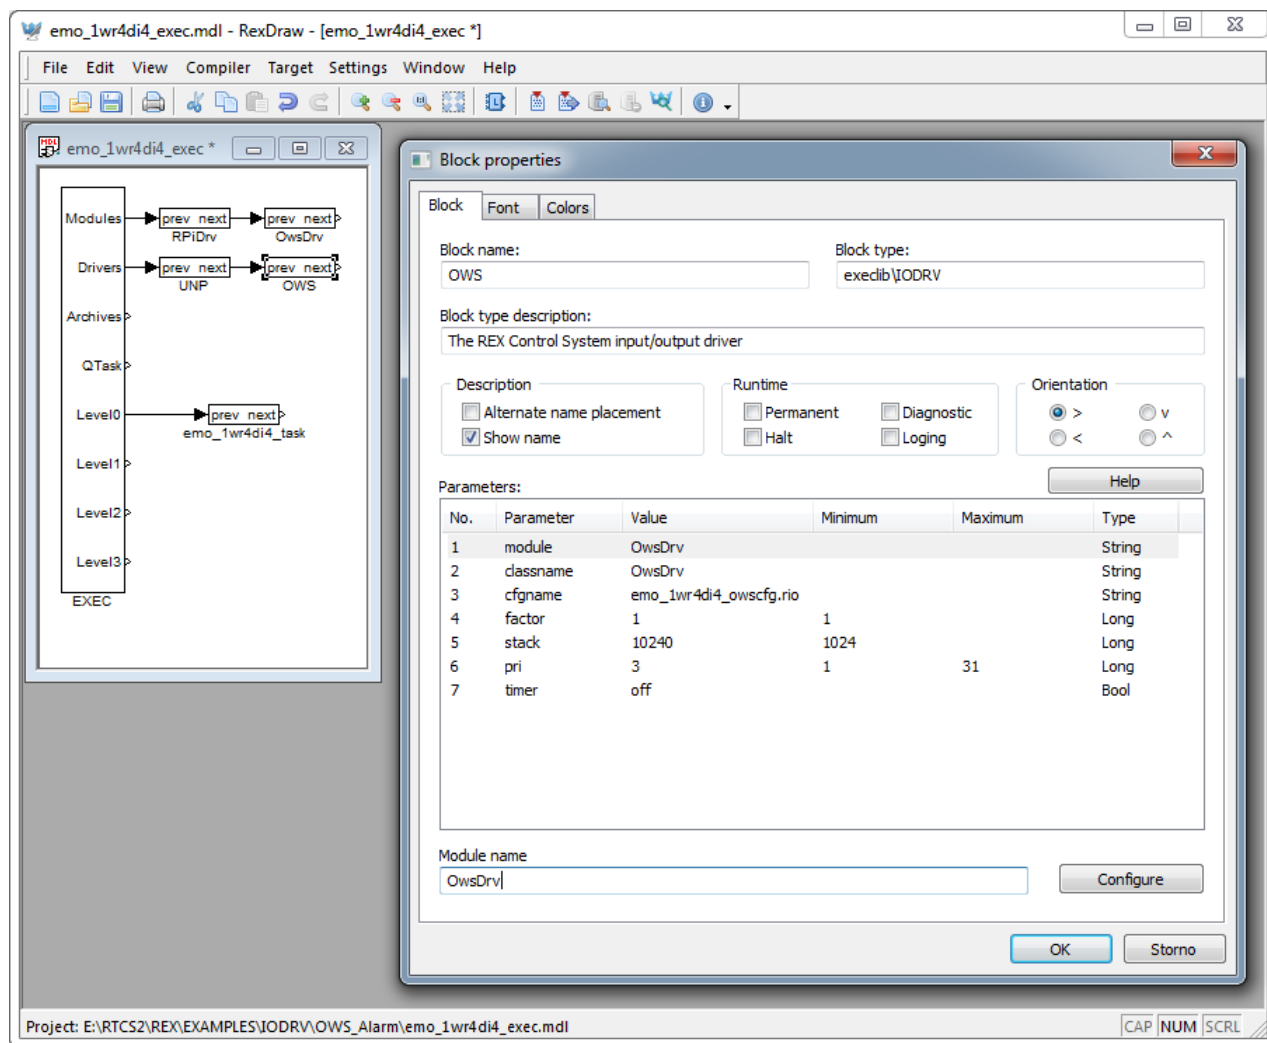 emo_1wr4di4_exec.mdl - RexDraw - [emo_1wr4di4_exec *]
File Edit View Compiler Target Settings Window Help
emo_1wr4di4_exec *
Modules prev next prev next
RPiDrv OwsDrv
Drivers prev next prev next
UNP OWS
Archives
QTask
Level0 prev next
emo_1wr4di4_task
Level1
Level2
Level3
EXEC
Block properties
Block Font Colors
Block name: Block type:
OWS execlib\IODRV
Block type description:
The REX Control System input/output driver
Description Runtime Orientation
Alternate name placement Permanent Diagnostic > v
Show name Halt Loging < ^
Parameters: Help
No. Parameter Value Minimum Maximum Type
1 module OwsDrv String
2 classname OwsDrv String
3 cfgname emo_1wr4di4_owscfg.rio String
4 factor 1 1 Long
5 stack 10240 1024 Long
6 pri 3 1 31 Long
7 timer off Bool
Module name
OwsDrv Configure
OK Storno
Project: E:\RTCS2\REX\EXAMPLES\IODRV\OWS_Alarm\emo_1wr4di4_exec.mdl CAP NUM SCRL